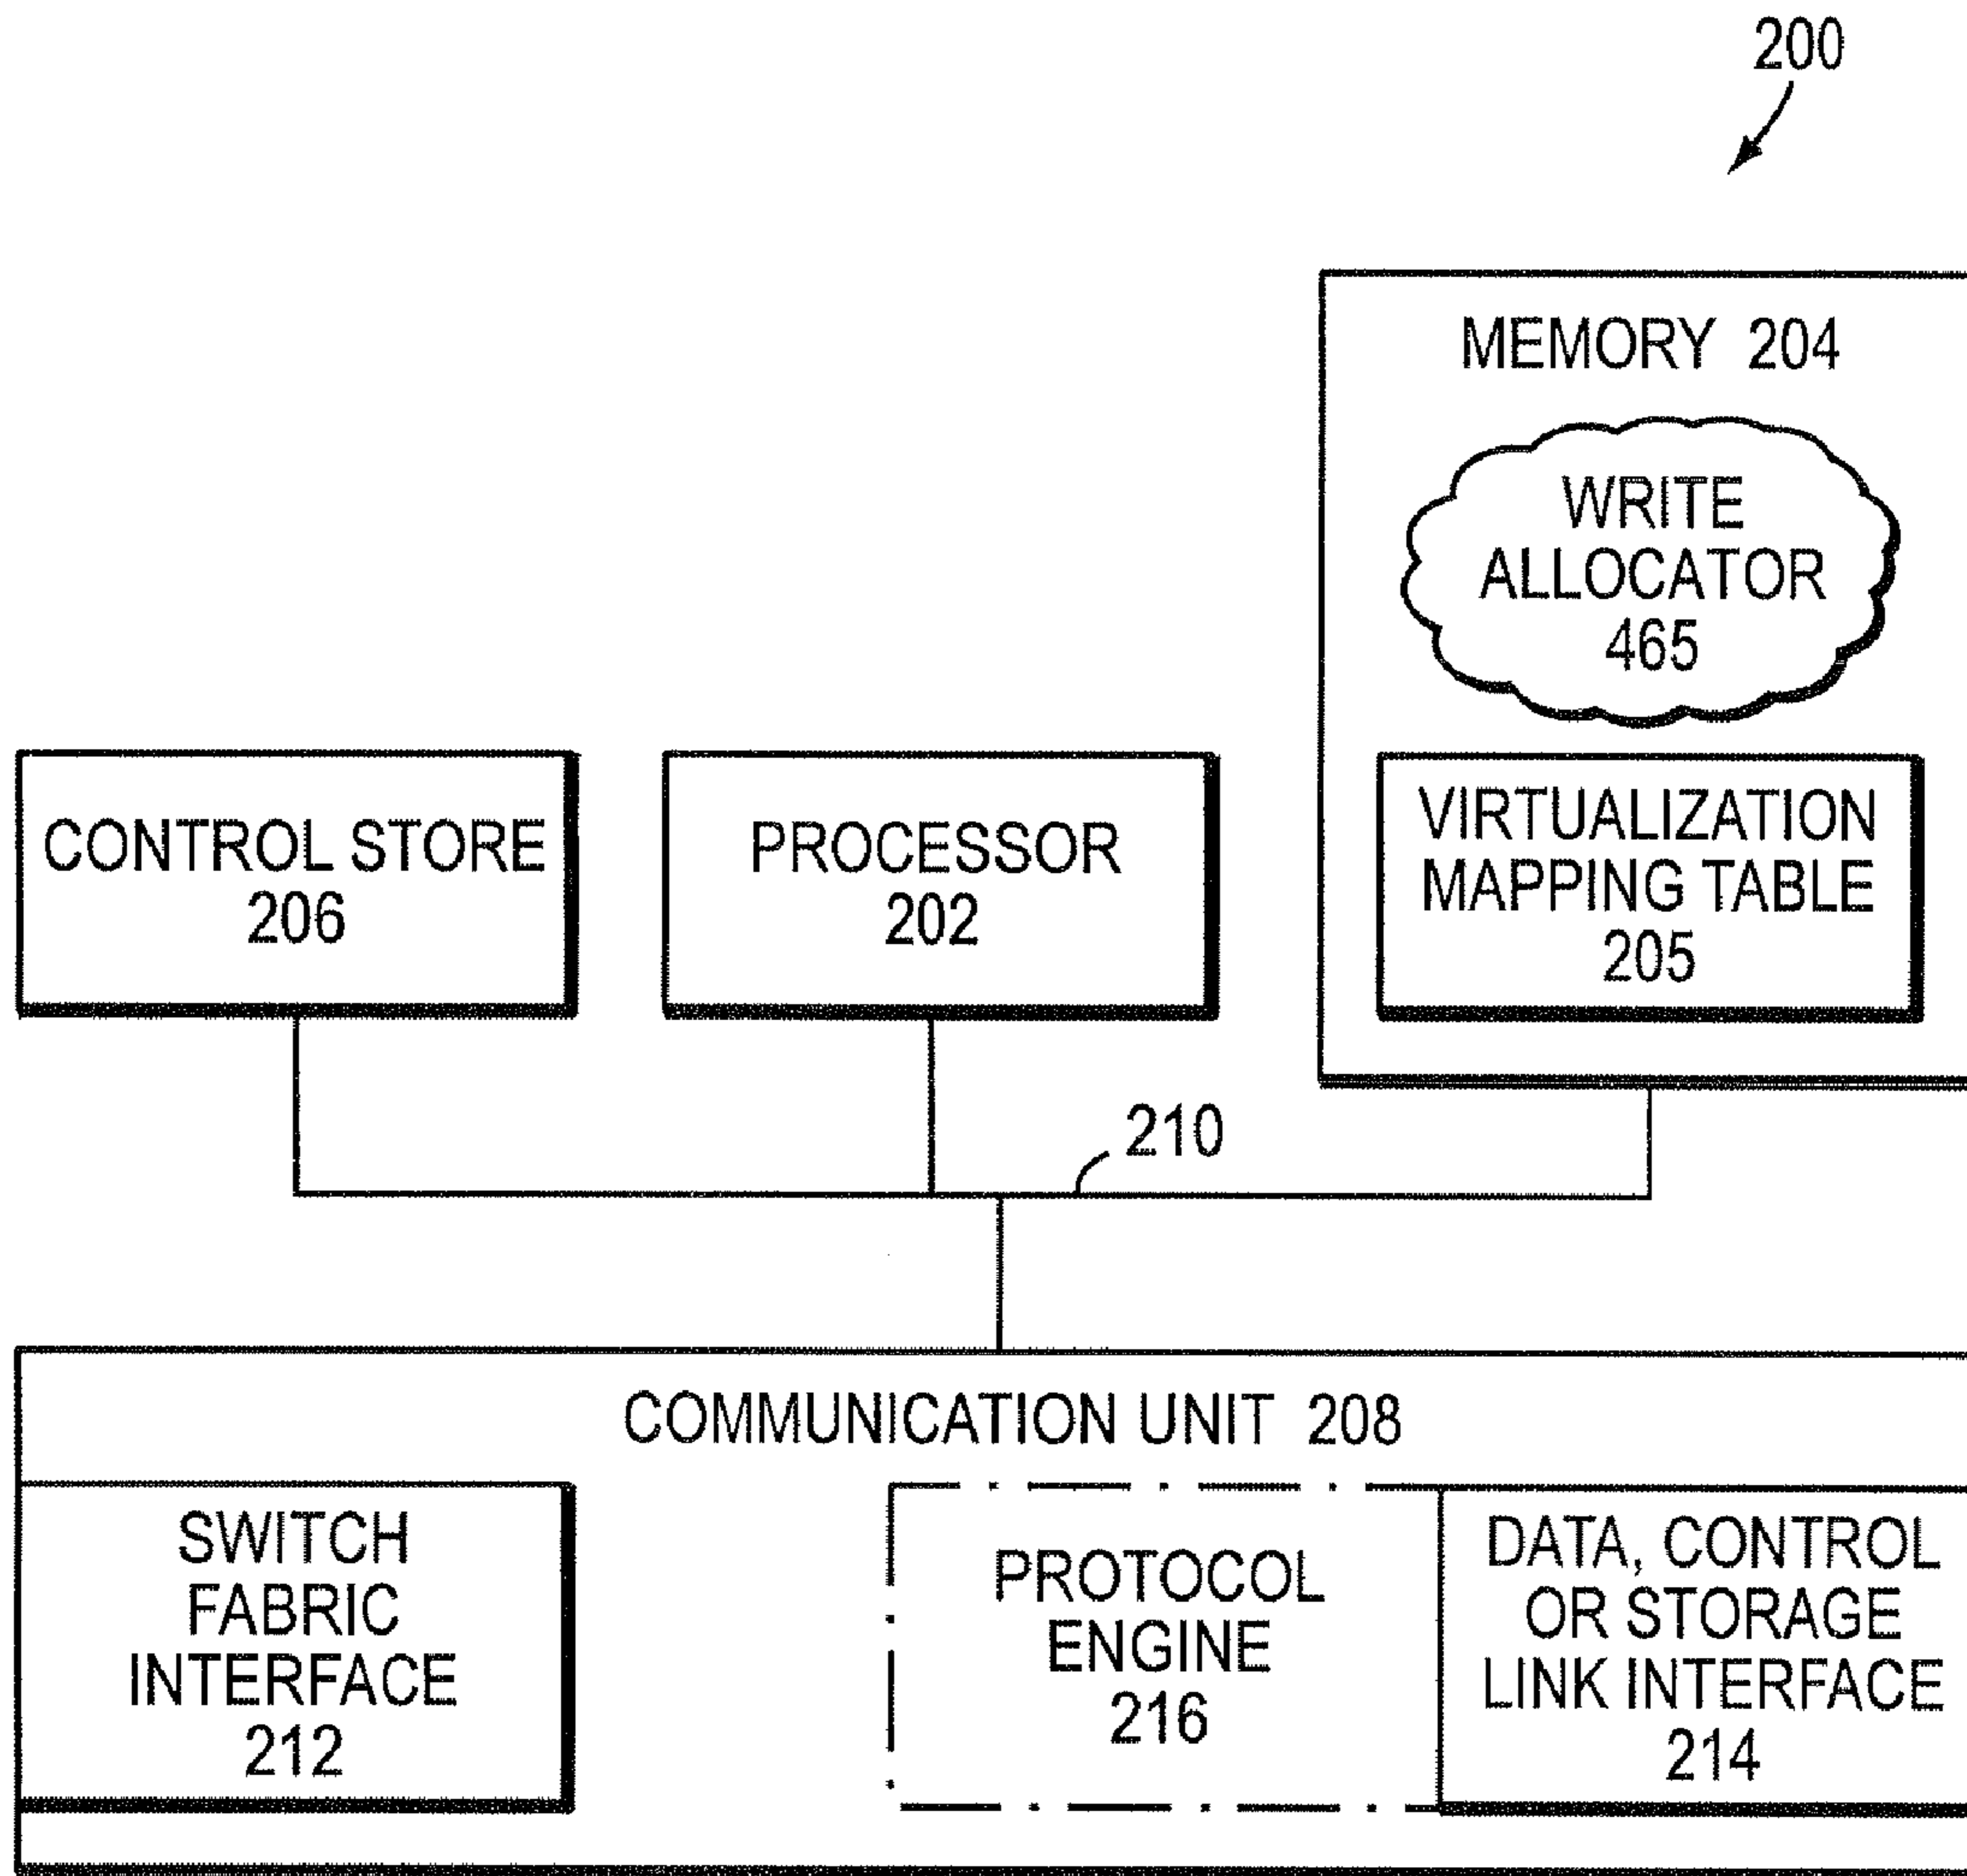 200
MEMORY 204
WRITE
ALLOCATOR
465
CONTROL STORE
206
PROCESSOR
202
VIRTUALIZATION
MAPPING TABLE
205
210
COMMUNICATION UNIT 208
SWITCH
FABRIC
INTERFACE
212
PROTOCOL
ENGINE
216
DATA, CONTROL
OR STORAGE
LINK INTERFACE
214